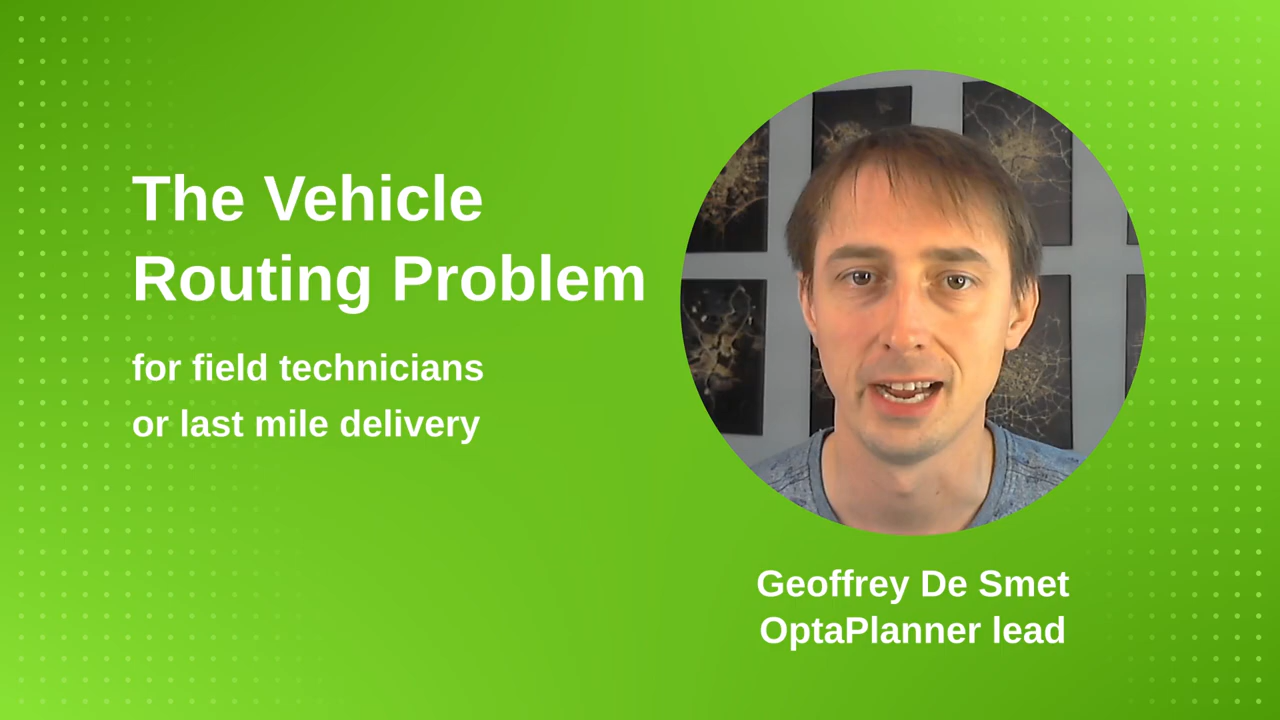 The Vehicle
Routing Problem
for field technicians
or last mile delivery
Geoffrey De Smet
OptaPlanner lead